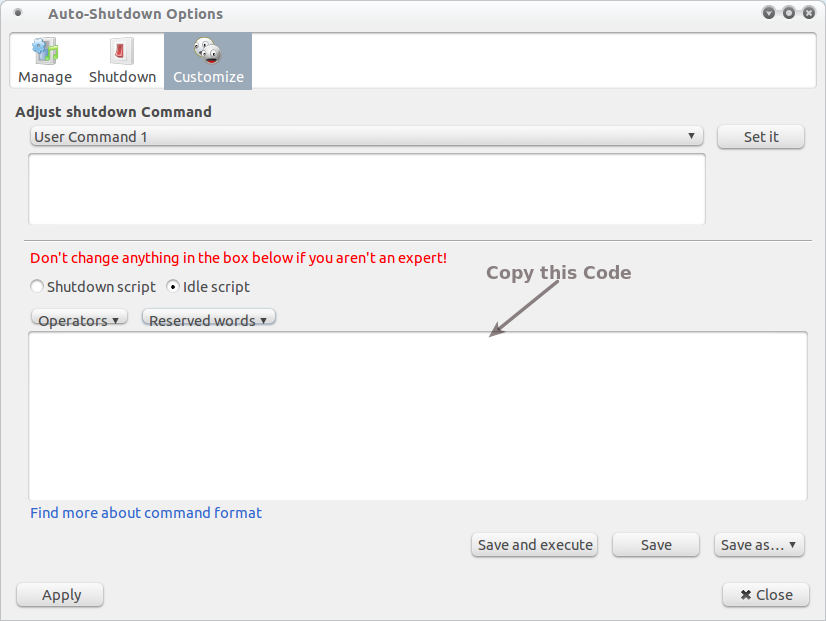 Auto-Shutdown Options
Manage Shutdown Customize
Adjust shutdown Command
User Command 1 Set it
Don't change anything in the box below if you aren't an expert!
Copy this Code
Shutdown script Idle script
Operators Reserved words
Find more about command format
Save and execute Save Save as...
Apply Close